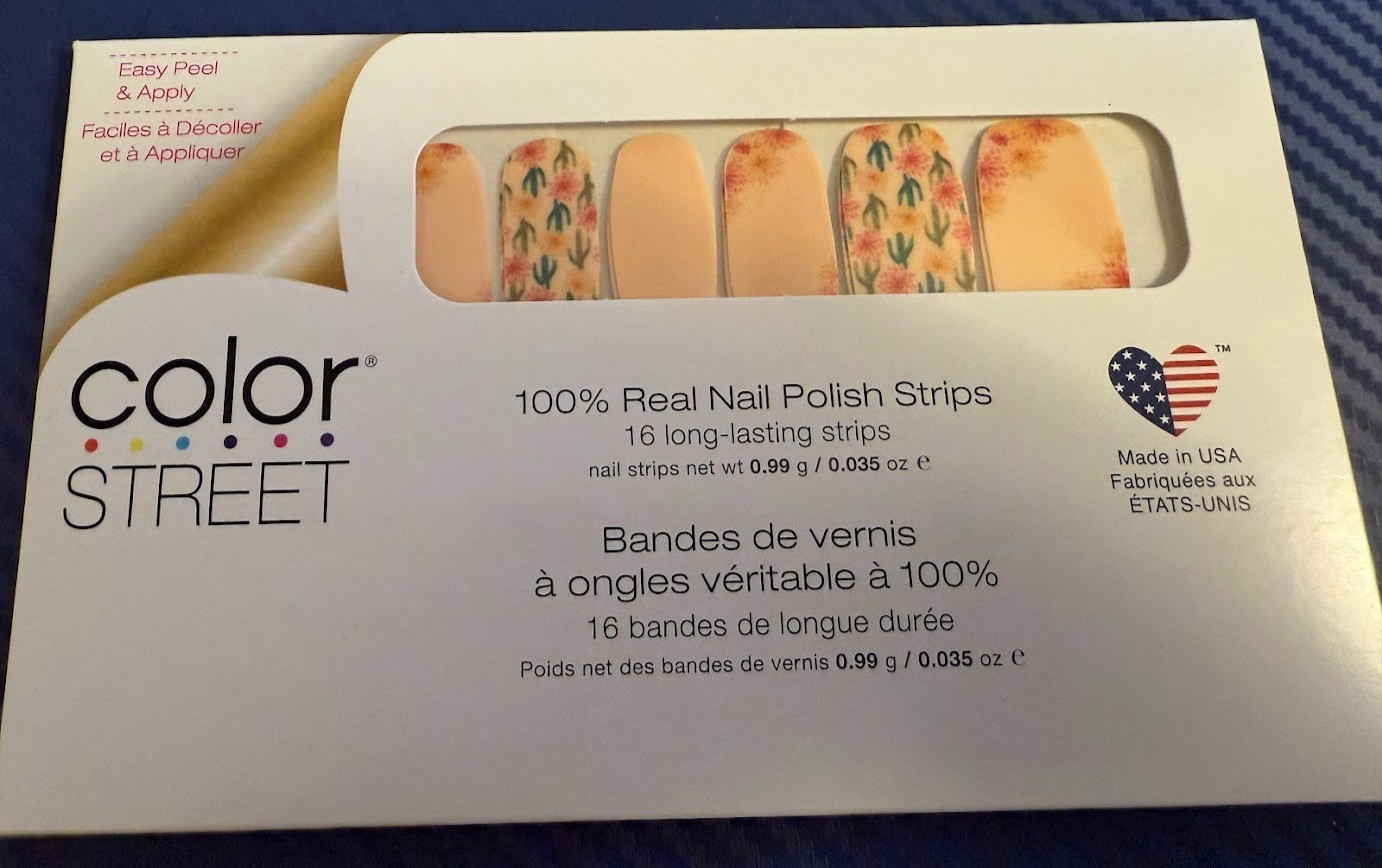 Easy Peel
& Apply
Faciles à Décoller
et à Appliquer
color®
STREET
100% Real Nail Polish Strips
16 long-lasting strips
nail strips net wt 0.99 g / 0.035 oz ℮
Bandes de vernis
à ongles véritable à 100%
16 bandes de longue durée
Poids net des bandes de vernis 0.99 g / 0.035 oz ℮
™
Made in USA
Fabriquées aux
ÉTATS-UNIS